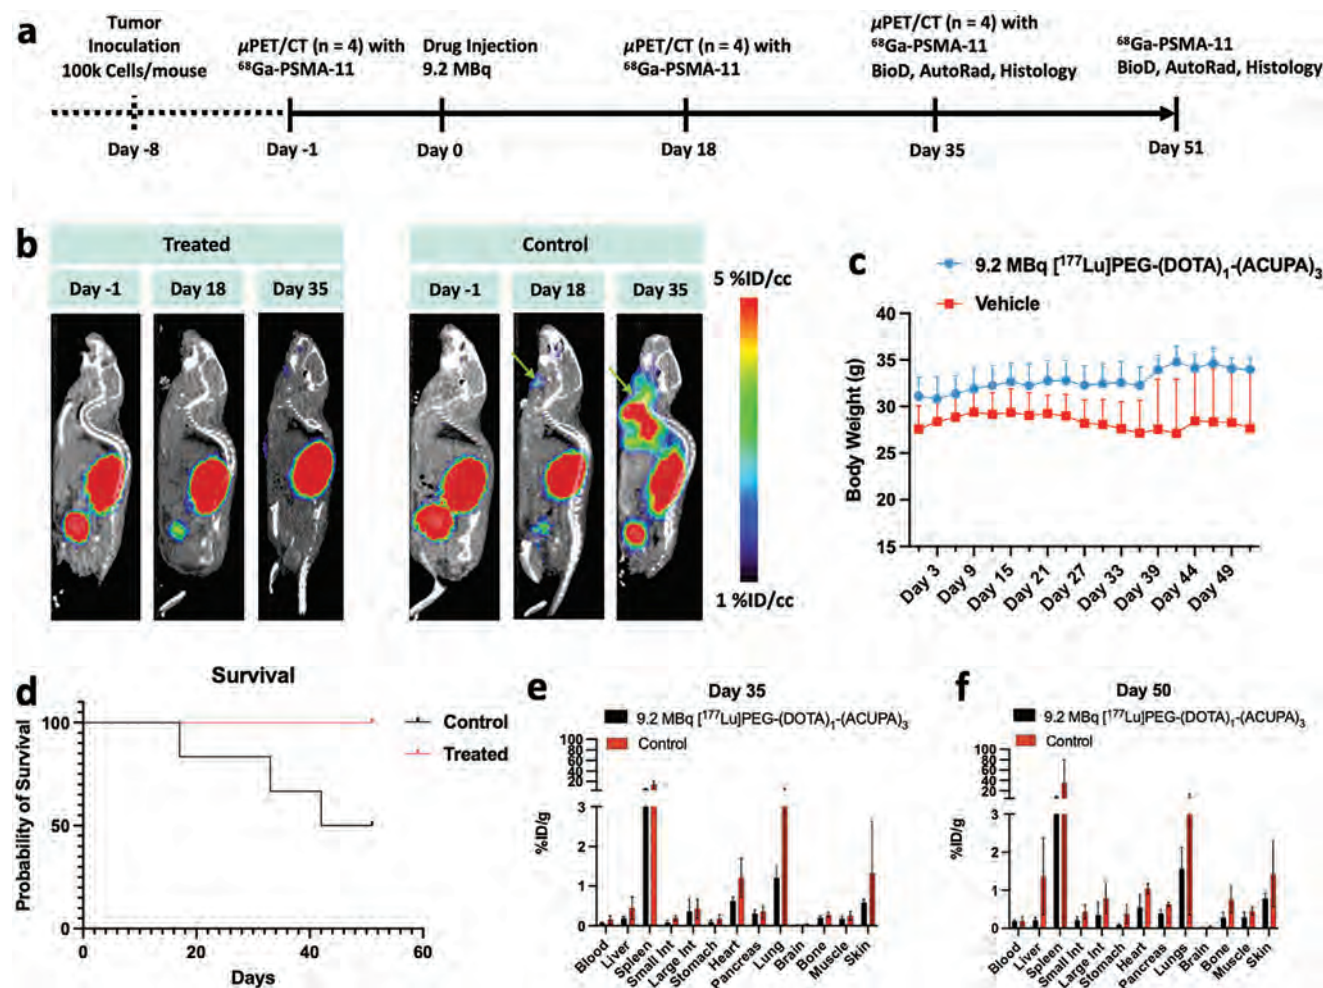 a
Tumor
Inoculation
100k Cells/mouse
μPET/CT (n = 4) with
⁶⁸Ga-PSMA-11
Drug Injection
9.2 MBq
μPET/CT (n = 4) with
⁶⁸Ga-PSMA-11
μPET/CT (n = 4) with
⁶⁸Ga-PSMA-11
BioD, AutoRad, Histology
⁶⁸Ga-PSMA-11
BioD, AutoRad, Histology
Day -8
Day -1
Day 0
Day 18
Day 35
Day 51
b
Treated
Control
Day -1
Day 18
Day 35
Day -1
Day 18
Day 35
5 %ID/cc
1 %ID/cc
c
9.2 MBq [¹⁷⁷Lu]PEG-(DOTA)₁-(ACUPA)₃
Vehicle
Body Weight (g)
40
35
30
25
20
15
Day 3
Day 9
Day 15
Day 21
Day 27
Day 33
Day 39
Day 44
Day 49
d
Survival
Probability of Survival
100
50
0
0
20
40
60
Days
Control
Treated
e
Day 35
9.2 MBq [¹⁷⁷Lu]PEG-(DOTA)₁-(ACUPA)₃
Control
%ID/g
100
80
60
40
20
3
2
1
0
Blood
Liver
Spleen
Small Int
Large Int
Stomach
Heart
Pancreas
Lung
Brain
Bone
Muscle
Skin
f
Day 50
9.2 MBq [¹⁷⁷Lu]PEG-(DOTA)₁-(ACUPA)₃
Control
%ID/g
100
80
60
40
20
3
2
1
0
Blood
Liver
Spleen
Small Int
Large Int
Stomach
Heart
Pancreas
Lungs
Brain
Bone
Muscle
Skin